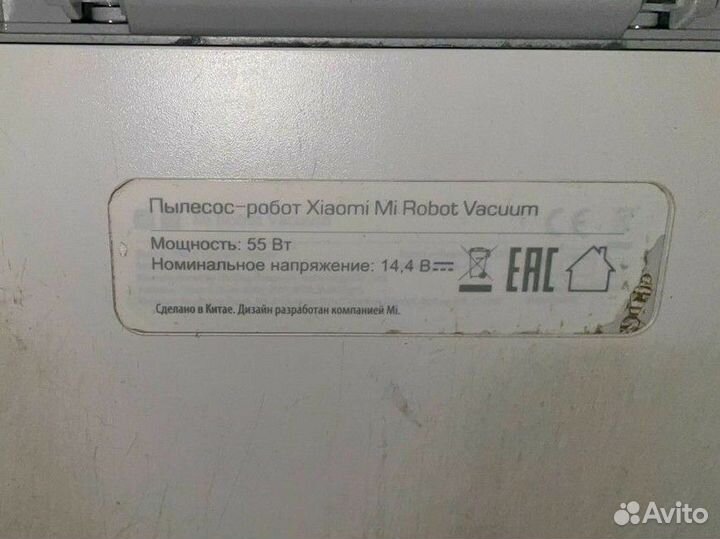 Пылесос-робот Xiaomi Mi Robot Vacuum
Мощность: 55 Вт
Номинальное напряжение: 14,4 В
EAC
Сделано в Китае. Дизайн разработан компанией Mi.
Avito